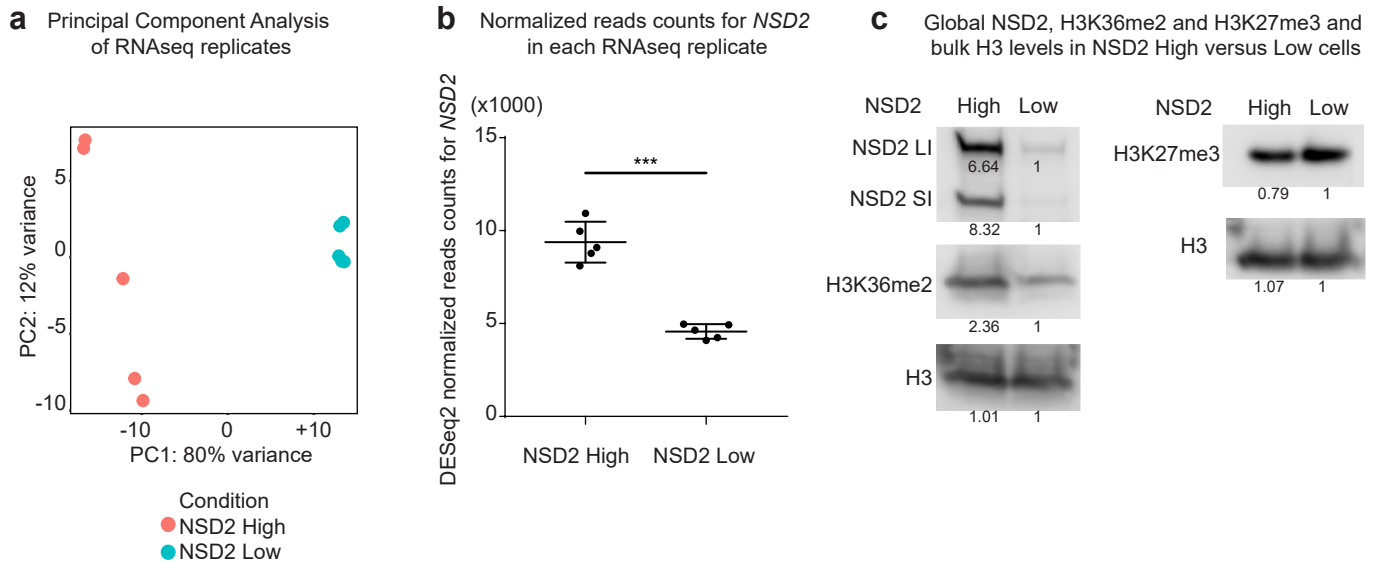 a
Principal Component Analysis
of RNAseq replicates
PC2: 12% variance
5
0
-5
-10
-10 0 +10
PC1: 80% variance
Condition
NSD2 High
NSD2 Low
b
Normalized reads counts for NSD2
in each RNAseq replicate
DESeq2 normalized reads counts for NSD2
(x1000)
15
10
5
0
***
NSD2 High NSD2 Low
c
Global NSD2, H3K36me2 and H3K27me3 and
bulk H3 levels in NSD2 High versus Low cells
NSD2 High Low
NSD2 LI
6.64 1
NSD2 SI
8.32 1
H3K36me2
2.36 1
H3
1.01 1
NSD2 High Low
H3K27me3
0.79 1
H3
1.07 1